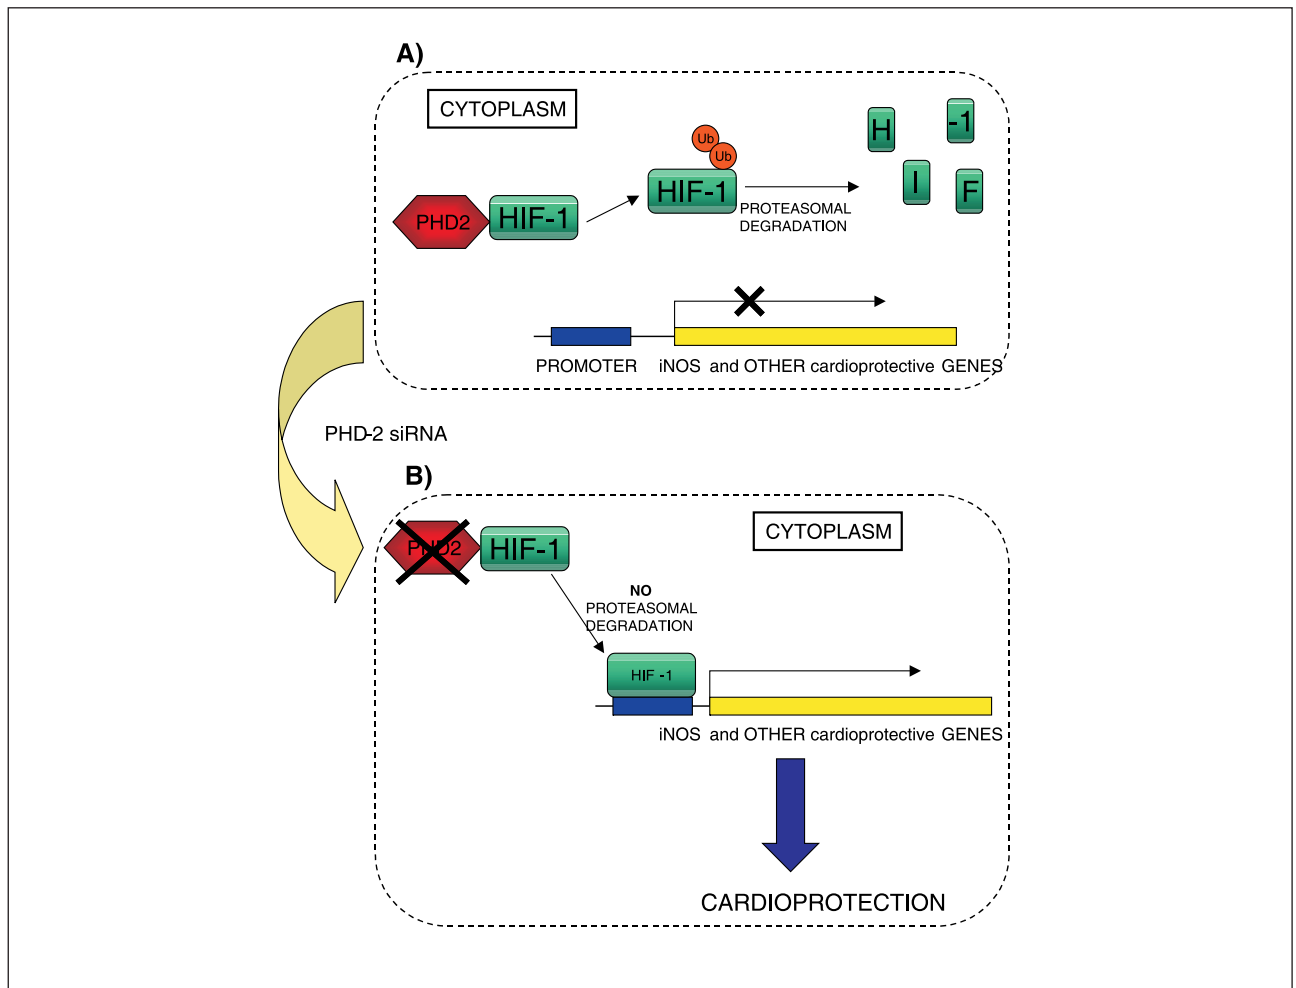 A)
CYTOPLASM
Ub
Ub
H
-1
I
F
PHD2
HIF-1
HIF-1
PROTEASOMAL
DEGRADATION
PROMOTER
iNOS and OTHER cardioprotective GENES
PHD-2 siRNA
B)
CYTOPLASM
PHD2
HIF-1
NO
PROTEASOMAL
DEGRADATION
HIF -1
iNOS and OTHER cardioprotective GENES
CARDIOPROTECTION